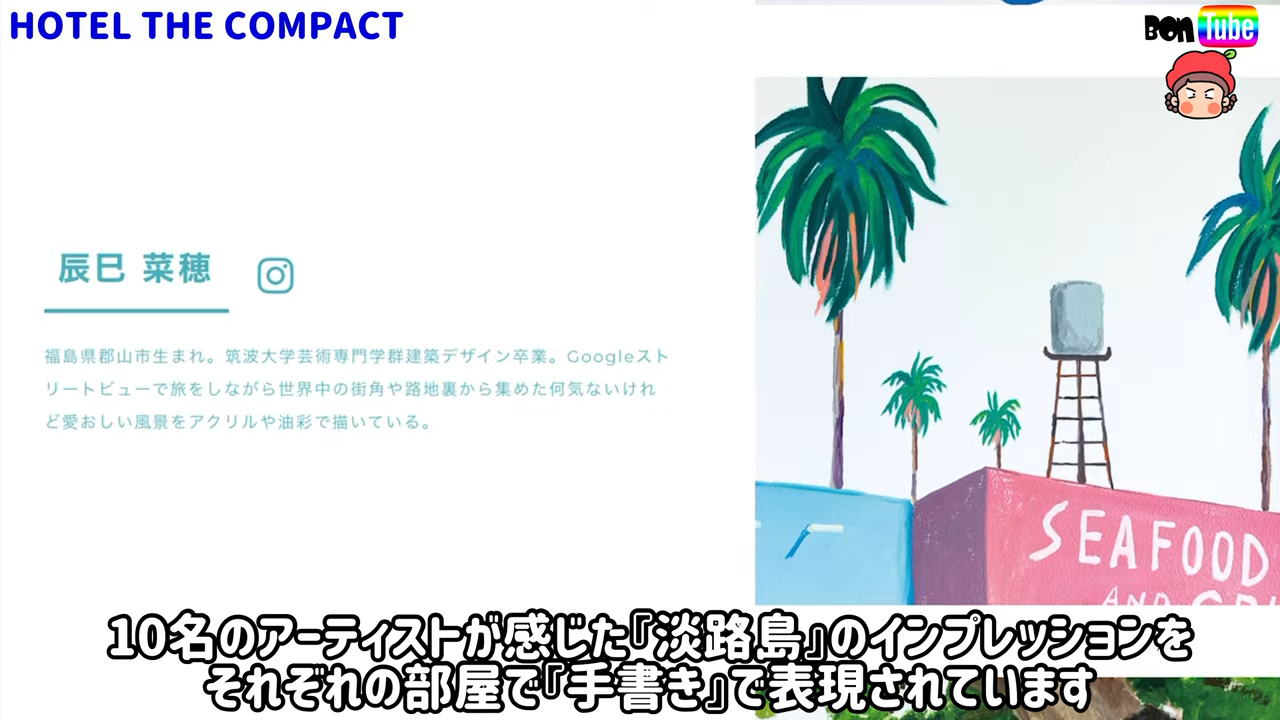 HOTEL THE COMPACT
BonTube
辰巳 菜穂
福島県郡山市生まれ。筑波大学芸術専門学群建築デザイン卒業。Googleスト
リートビューで旅をしながら世界中の街角や路地裏から集めた何気ないけれ
ど愛おしい風景をアクリルや油彩で描いている。
SEAFOOD
AND
10名のアーティストが感じた『淡路島』のインプレッションを
それぞれの部屋で『手書き』で表現されています